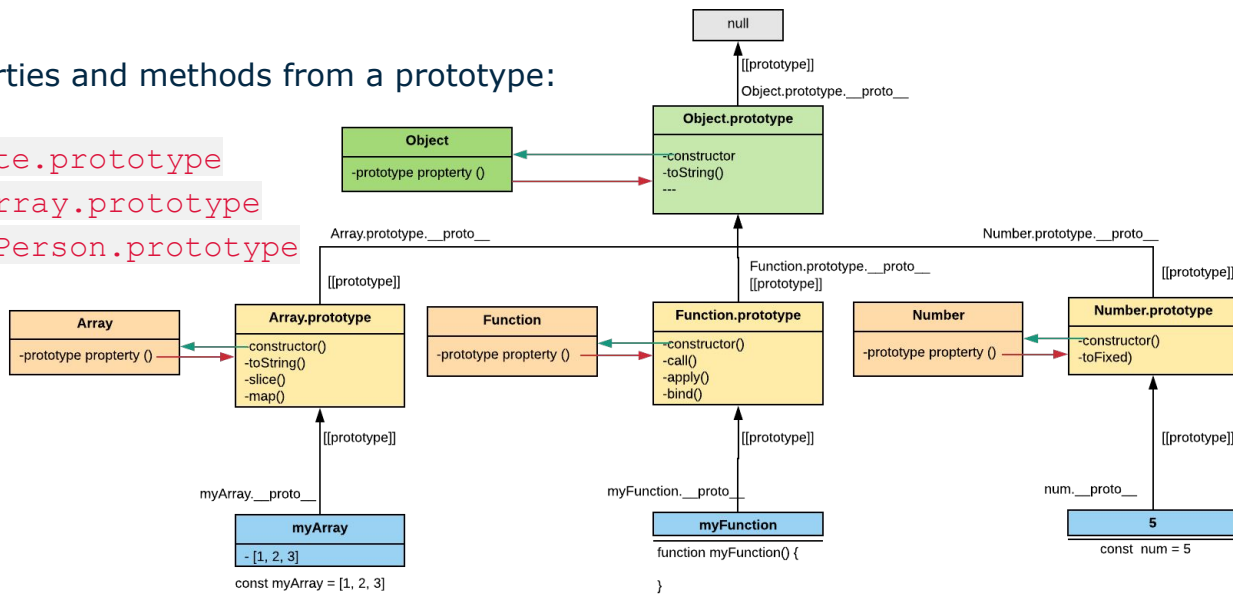 null
[[prototype]]
rties and methods from a prototype:
Object.prototype.__proto__
Object.prototype
Object
-constructor
-toString()
---
-prototype propterty ()
te.prototype
rray.prototype
Person.prototype
Array.prototype.__proto__
Number.prototype.__proto__
Function.prototype.__proto__
[[prototype]]
[[prototype]]
[[prototype]]
Array
-prototype propterty ()
Array.prototype
-constructor()
-toString()
-slice()
-map()
Function
-prototype propterty ()
Function.prototype
-constructor()
-call()
-apply()
-bind()
Number
-prototype propterty ()
Number.prototype
-constructor()
-toFixed)
[[prototype]]
[[prototype]]
[[prototype]]
myArray.__proto__
myFunction.__proto__
num.__proto__
myArray
- [1, 2, 3]
const myArray = [1, 2, 3]
myFunction
function myFunction() {
}
5
const num = 5